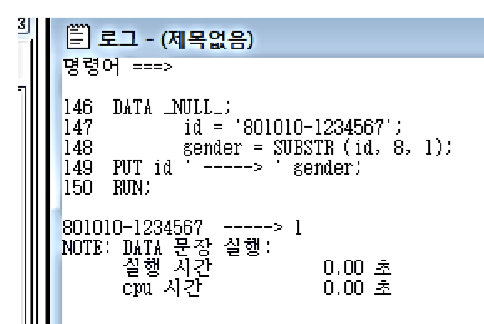 3
로그 - (제목없음)
명령어 ===>
146 DATA _NULL_;
147 id = '801010-1234567';
148 gender = SUBSTR (id, 8, 1);
149 PUT id ' -----> ' gender;
150 RUN;
801010-1234567 -----> 1
NOTE: DATA 문장 실행:
실행 시간 0.00 초
cpu 시간 0.00 초